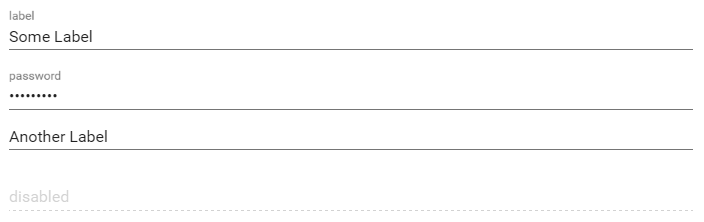 label
Some Label
password
•••••••••
Another Label
disabled